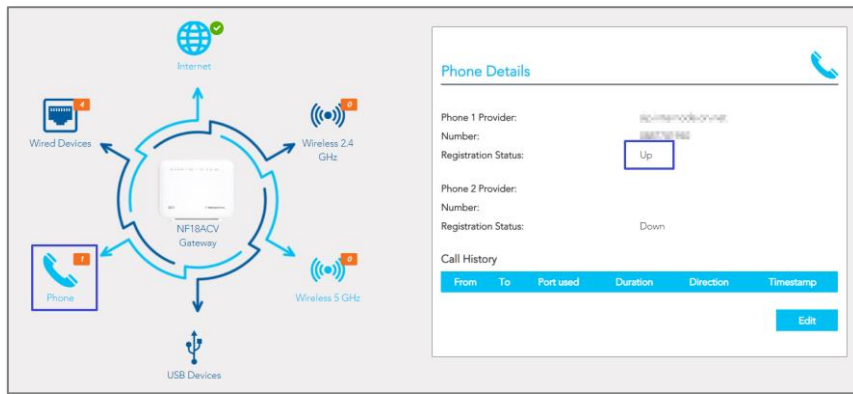 Internet
4
Wired Devices
0
Wireless 2.4
GHz
NF18ACV
Gateway
1
Phone
0
Wireless 5 GHz
USB Devices
Phone Details
Phone 1 Provider:
Number:
Registration Status: Up
Phone 2 Provider:
Number:
Registration Status: Down
Call History
From To Port used Duration Direction Timestamp
Edit